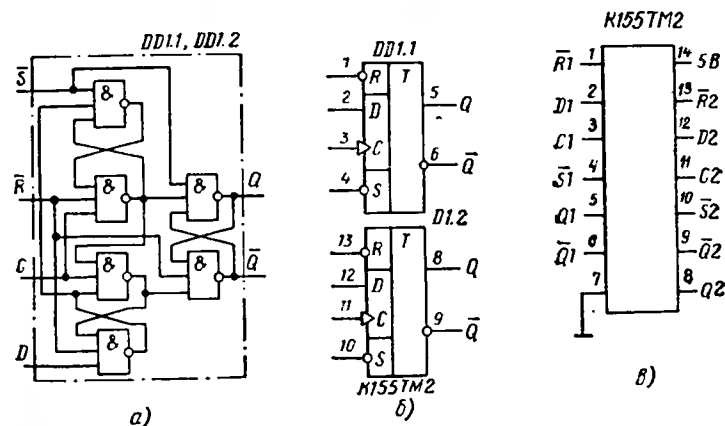 DD1.1, DD1.2
S̅
&
&
R̅
&
&
Q
C
&
&
Q̅
D
а)
DD1.1
1
R
T
2
D
5
Q
3
C
6
Q̅
4
S
D1.2
13
R
T
8
Q
12
D
11
C
9
Q̅
10
S
К155ТМ2
б)
К155ТМ2
R̅1
1
14
5В
D1
2
13
R̅2
C1
3
12
D2
S̅1
4
11
C2
Q1
5
10
S̅2
Q̅1
6
9
Q̅2
7
8
Q2
в)